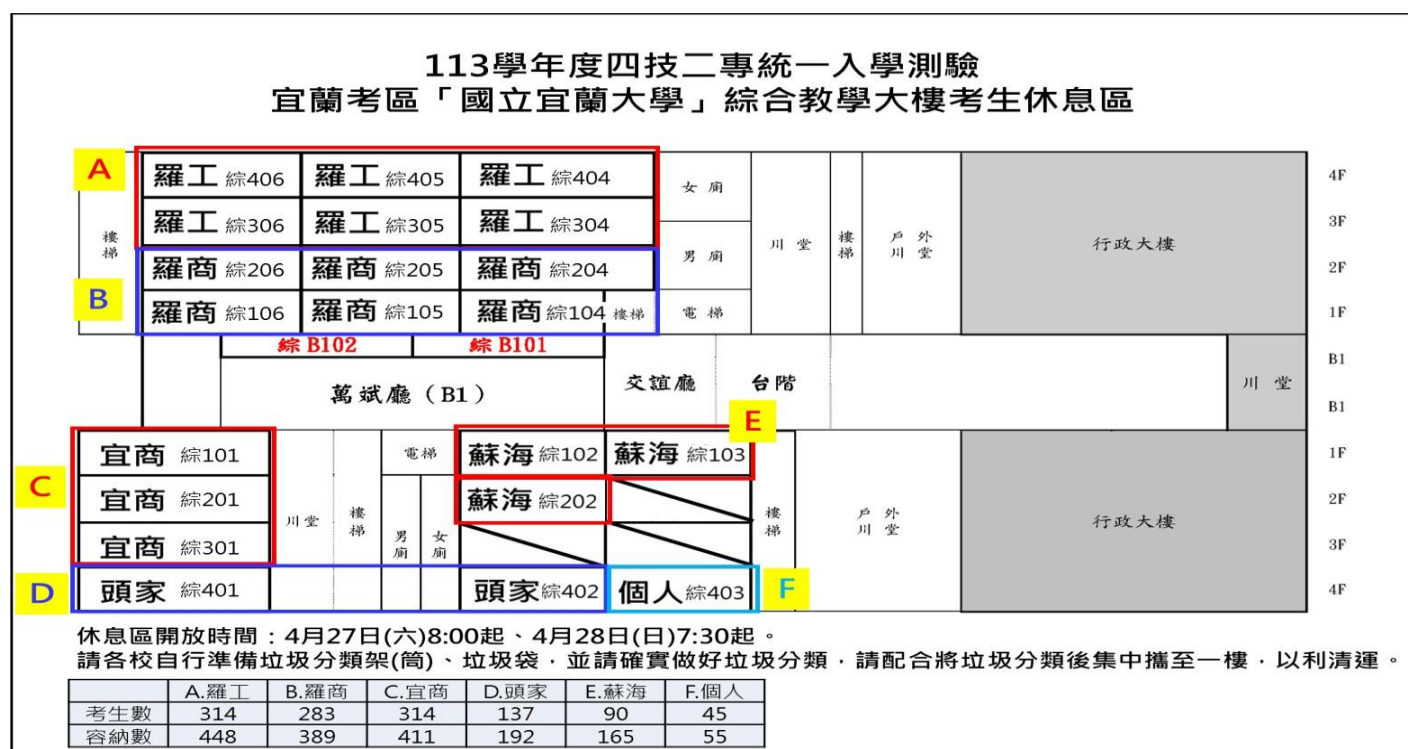 113學年度四技二專統一入學測驗
宜蘭考區「國立宜蘭大學」綜合教學大樓考生休息區
A 羅工 綜406 羅工 綜405 羅工 綜404 女廁 4F
羅工 綜306 羅工 綜305 羅工 綜304 3F
樓梯 川堂 樓梯 戶外川堂 行政大樓
羅商 綜206 羅商 綜205 羅商 綜204 男廁 2F
B 羅商 綜106 羅商 綜105 羅商 綜104 樓梯 電梯 1F
綜 B102 綜 B101 B1
萬斌廳(B1) 交誼廳 台階 川堂
B1
E
宜商 綜101 電梯 蘇海 綜102 蘇海 綜103 1F
C 宜商 綜201 蘇海 綜202 2F
川堂 樓梯 男廁 女廁 樓梯 戶外川堂 行政大樓
宜商 綜301 3F
D 頭家 綜401 頭家 綜402 個人 綜403 F 4F
休息區開放時間：4月27日(六)8:00起、4月28日(日)7:30起。
請各校自行準備垃圾分類架(筒)、垃圾袋，並請確實做好垃圾分類，請配合將垃圾分類後集中攜至一樓，以利清運。
A.羅工 B.羅商 C.宜商 D.頭家 E.蘇海 F.個人
考生數 314 283 314 137 90 45
容納數 448 389 411 192 165 55